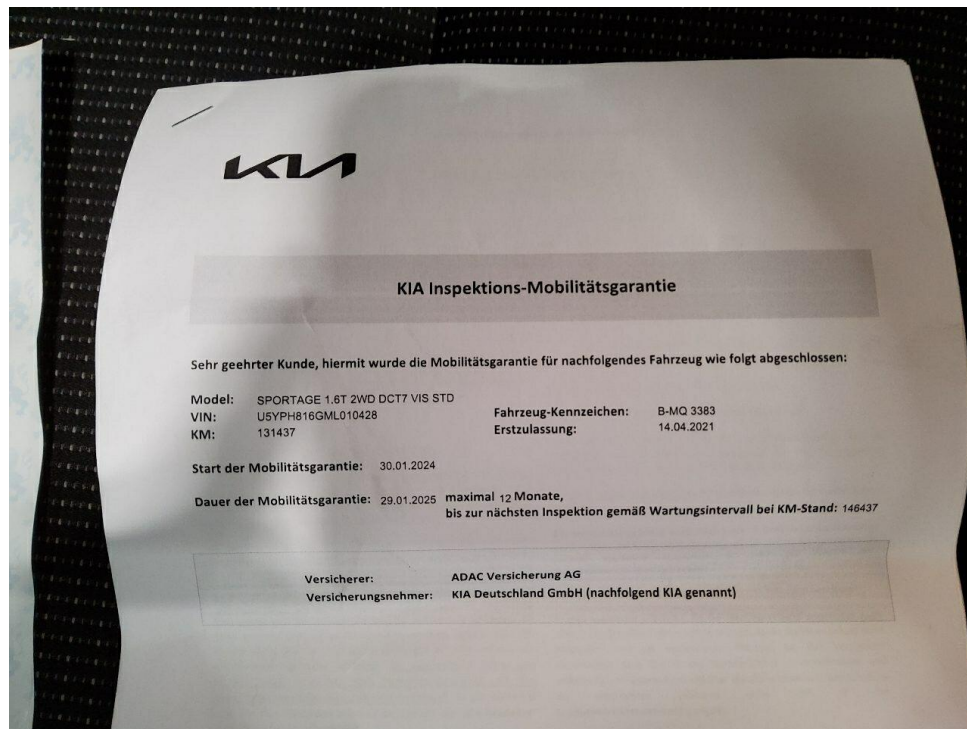 KIA
KIA Inspektions-Mobilitätsgarantie
Sehr geehrter Kunde, hiermit wurde die Mobilitätsgarantie für nachfolgendes Fahrzeug wie folgt abgeschlossen:
Model: SPORTAGE 1.6T 2WD DCT7 VIS STD
VIN: U5YPH816GML010428 Fahrzeug-Kennzeichen: B-MQ 3383
KM: 131437 Erstzulassung: 14.04.2021
Start der Mobilitätsgarantie: 30.01.2024
Dauer der Mobilitätsgarantie: 29.01.2025 maximal 12 Monate,
bis zur nächsten Inspektion gemäß Wartungsintervall bei KM-Stand: 146437
Versicherer: ADAC Versicherung AG
Versicherungsnehmer: KIA Deutschland GmbH (nachfolgend KIA genannt)